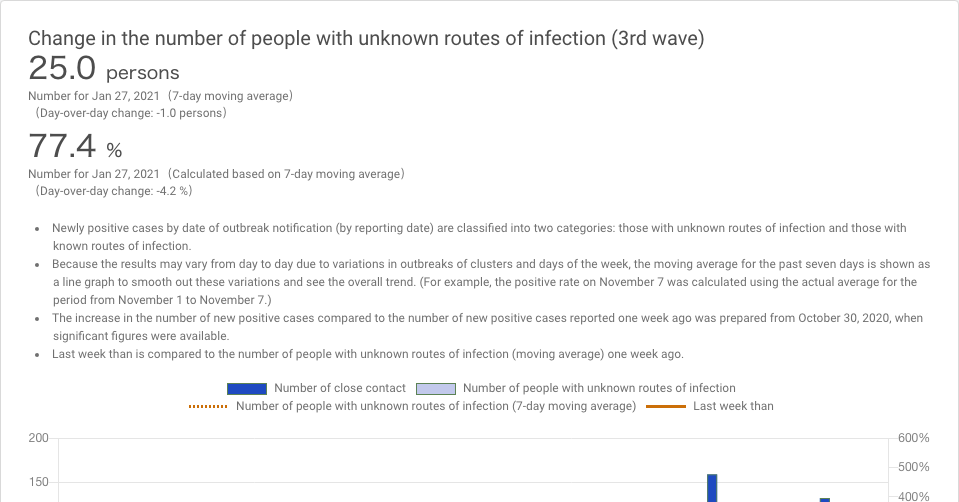 Change in the number of people with unknown routes of infection (3rd wave)
25.0 persons
Number for Jan 27, 2021 (7-day moving average)
(Day-over-day change: -1.0 persons)
77.4 %
Number for Jan 27, 2021 (Calculated based on 7-day moving average)
(Day-over-day change: -4.2 %)
• Newly positive cases by date of outbreak notification (by reporting date) are classified into two categories: those with unknown routes of infection and those with
known routes of infection.
• Because the results may vary from day to day due to variations in outbreaks of clusters and days of the week, the moving average for the past seven days is shown as
a line graph to smooth out these variations and see the overall trend. (For example, the positive rate on November 7 was calculated using the actual average for the
period from November 1 to November 7.)
• The increase in the number of new positive cases compared to the number of new positive cases reported one week ago was prepared from October 30, 2020, when
significant figures were available.
• Last week than is compared to the number of people with unknown routes of infection (moving average) one week ago.
Number of close contact Number of people with unknown routes of infection
Number of people with unknown routes of infection (7-day moving average) Last week than
200 600%
500%
150
400%